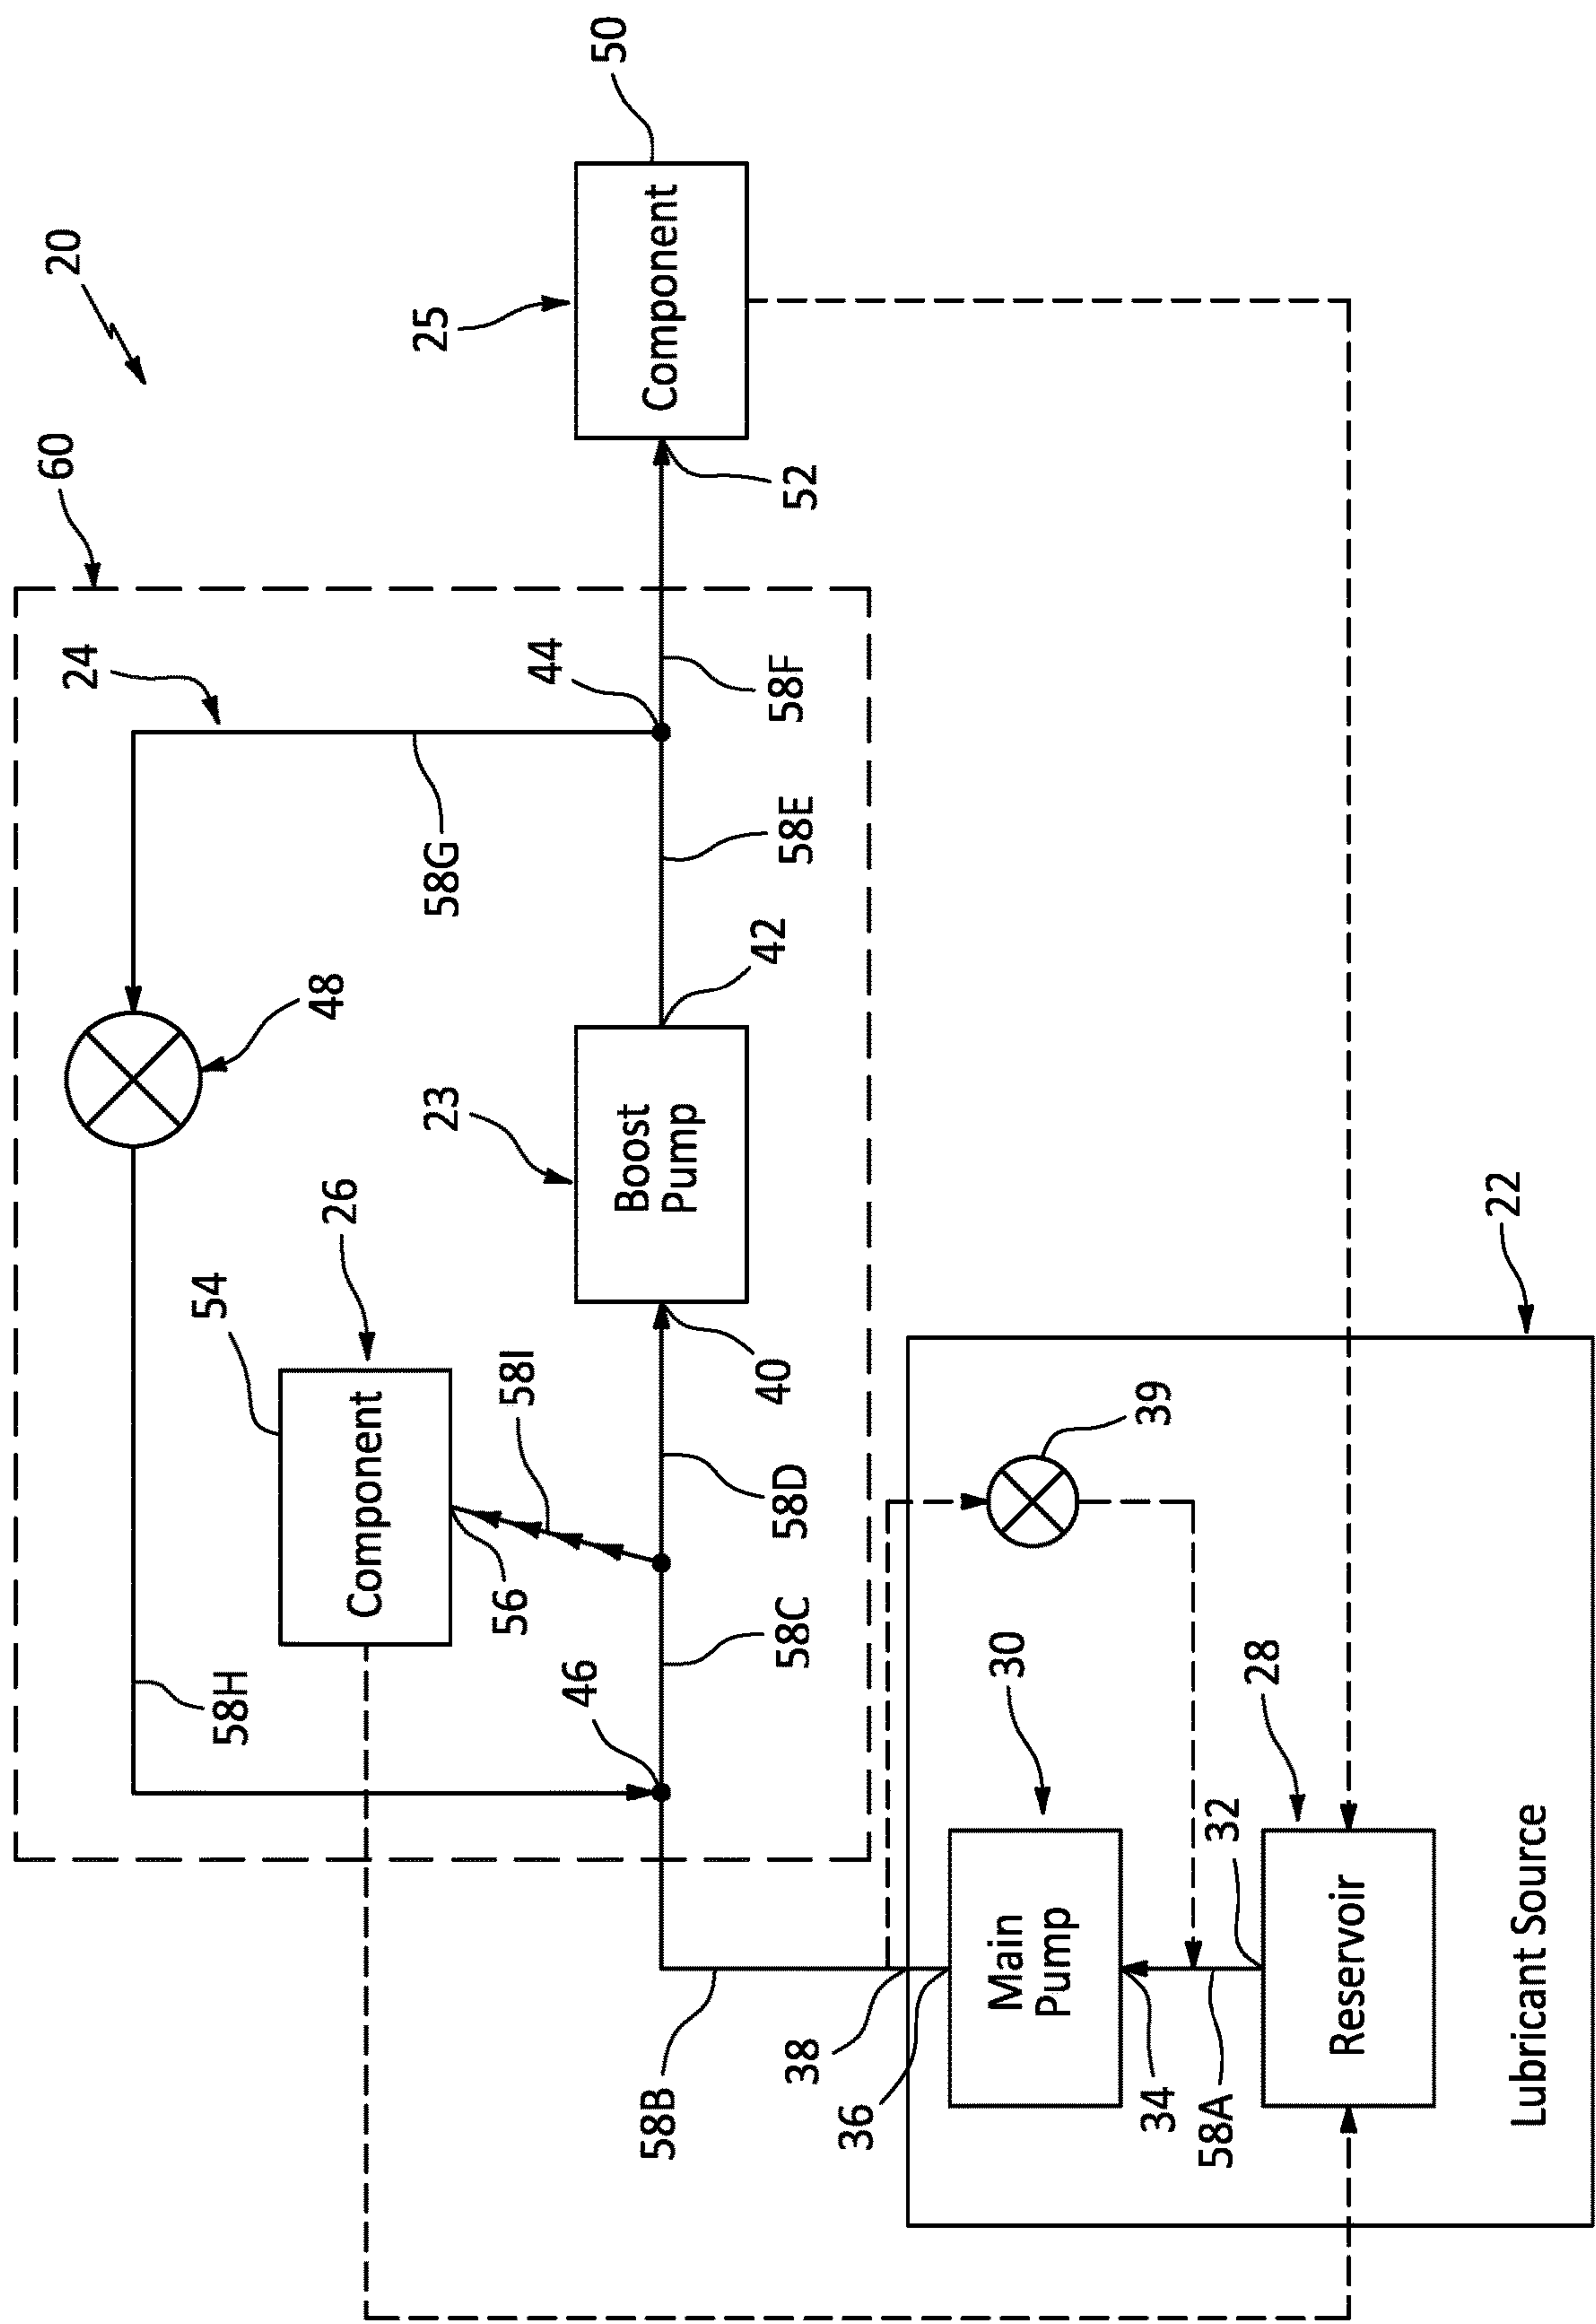 20
60
24
44
58F
58G
58E
42
48
23
Boost
Pump
26
54
Component
56
58I
40
58D
58C
46
58H
25
Component
50
52
22
39
30
Main
Pump
28
Reservoir
32
34
58A
36
38
58B
Lubricant Source